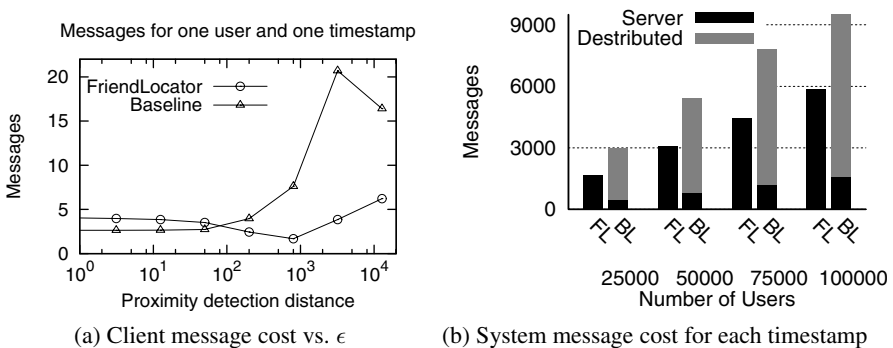 Messages for one user and one timestamp
Messages
20
15
10
5
0
FriendLocator
Baseline
10^0 10^1 10^2 10^3 10^4
Proximity detection distance
(a) Client message cost vs. ϵ
Messages
9000
6000
3000
0
Server
Destributed
FL BL FL BL FL BL FL BL
25000 50000 75000 100000
Number of Users
(b) System message cost for each timestamp